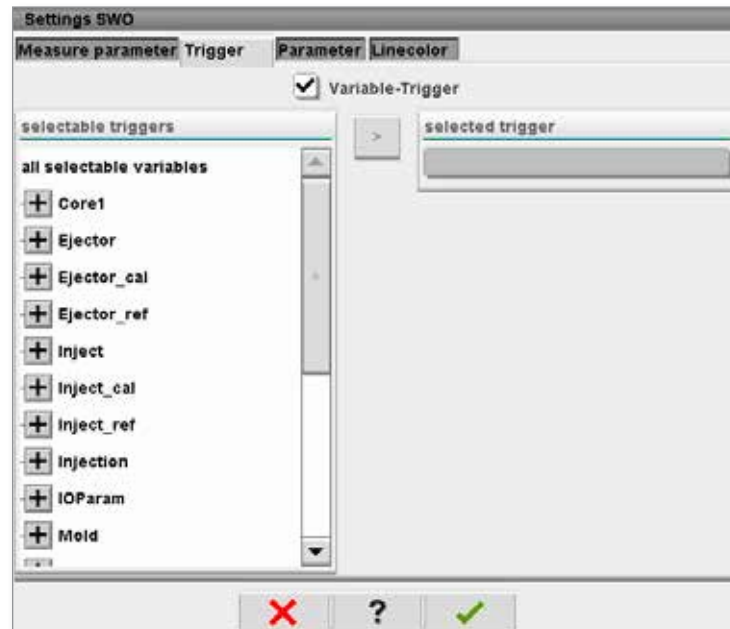 Settings SWO
Measure parameter Trigger Parameter Linecolor
Variable-Trigger
selectable triggers
>
selected trigger
all selectable variables
Core1
Ejector
Ejector_cal
Ejector_ref
Inject
Inject_cal
Inject_ref
Injection
IOParam
Mold
?